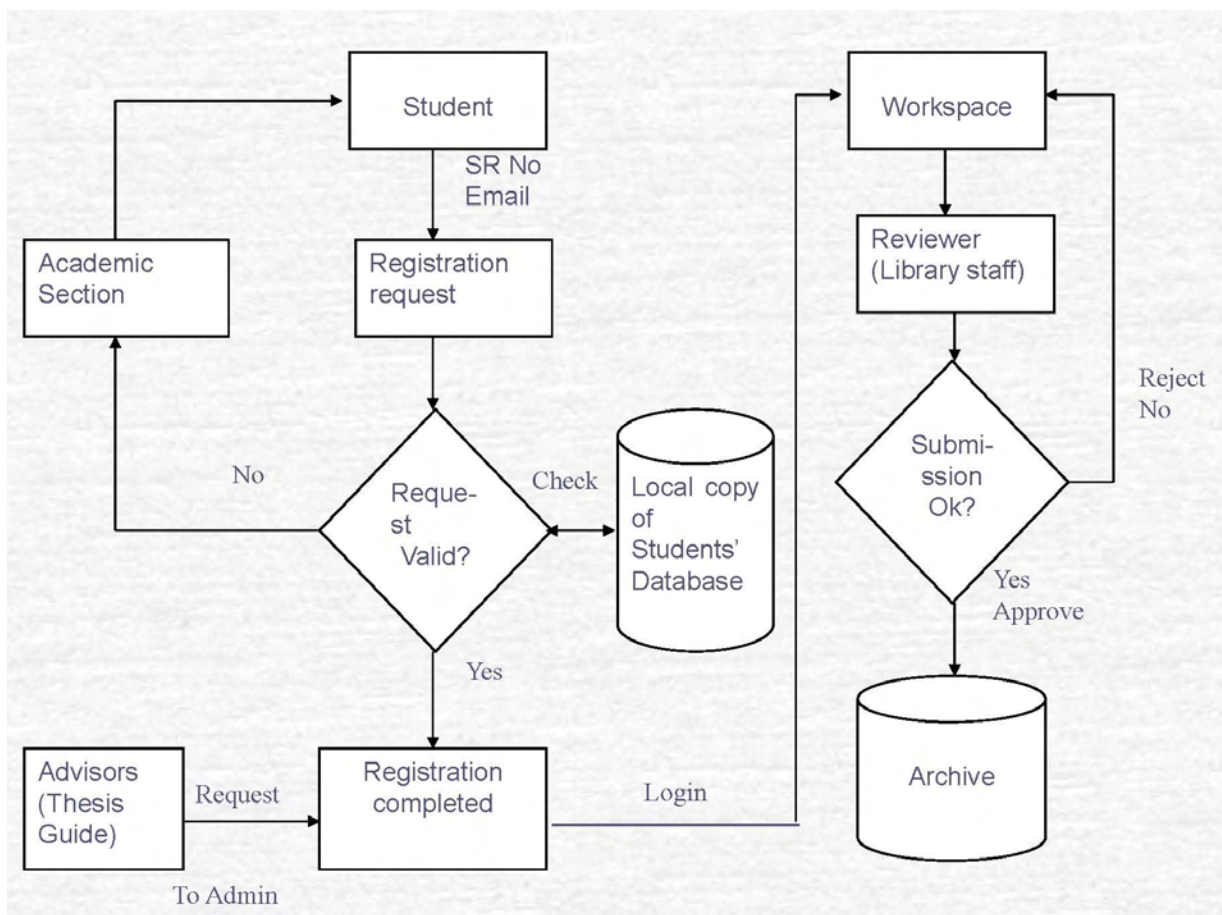 Student
SR No
Email
Academic
Section
Registration
request
No
Reque-
st
Valid?
Check
Local copy
of
Students’
Database
Yes
Advisors
(Thesis
Guide)
Request
To Admin
Registration
completed
Login
Workspace
Reviewer
(Library staff)
Submi-
ssion
Ok?
Reject
No
Yes
Approve
Archive